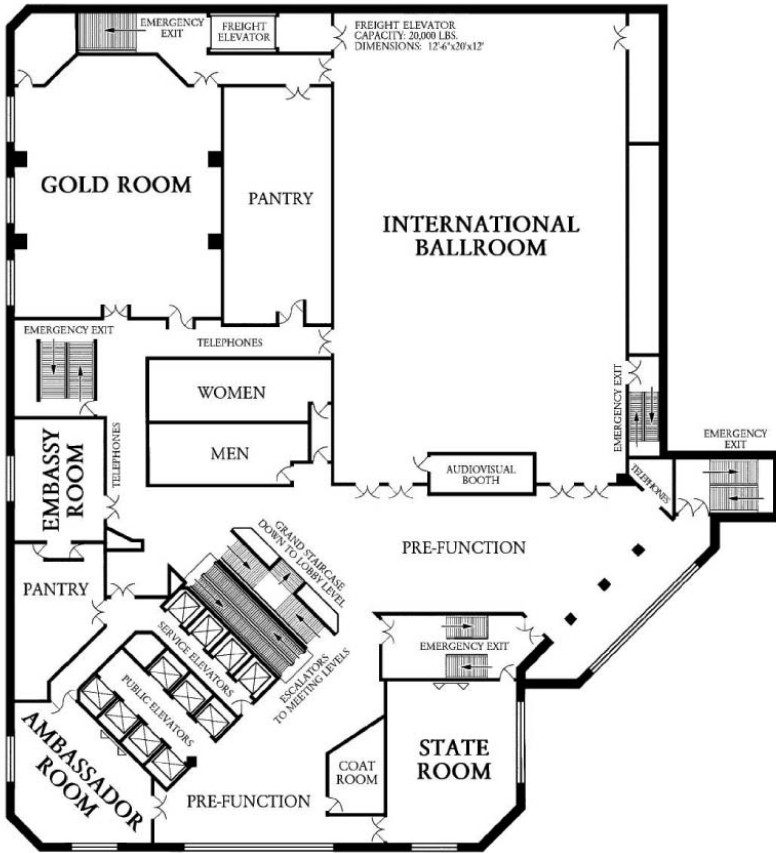 EMERGENCY
EXIT
FREIGHT
ELEVATOR
FREIGHT ELEVATOR
CAPACITY: 20,000 LBS.
DIMENSIONS: 12'-6"x20'x12'
GOLD ROOM
PANTRY
INTERNATIONAL
BALLROOM
EMERGENCY EXIT
TELEPHONES
WOMEN
MEN
TELEPHONES
EMBASSY
ROOM
AUDIOVISUAL
BOOTH
EMERGENCY EXIT
EMERGENCY
EXIT
TELEPHONES
PRE-FUNCTION
GRAND STAIRCASE
DOWN TO LOBBY LEVEL
PANTRY
SERVICE ELEVATORS
PUBLIC ELEVATORS
ESCALATORS
TO MEETING LEVELS
EMERGENCY EXIT
AMBASSADOR
ROOM
COAT
ROOM
STATE
ROOM
PRE-FUNCTION